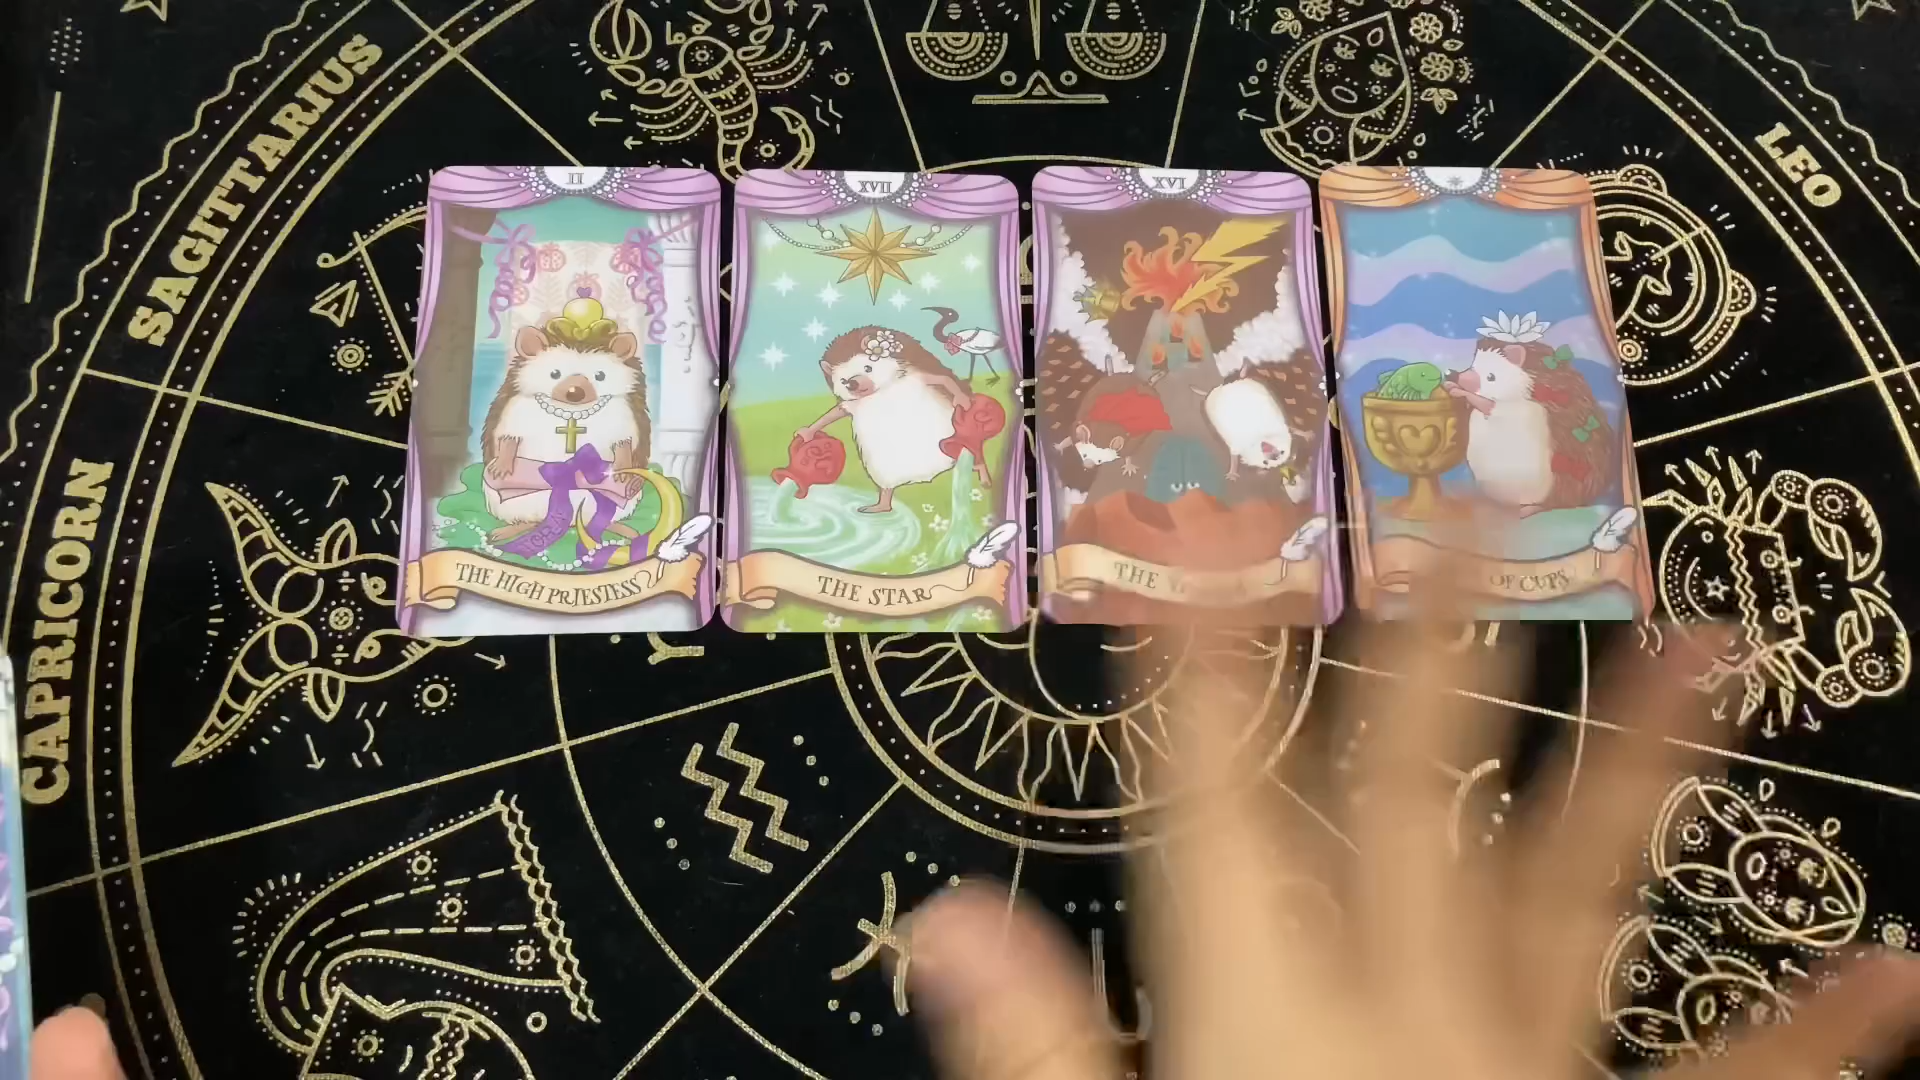 SAGITTARIUS
LEO
CAPRICORN
II
XVII
XVI
THE HIGH PRIESTESS
THE STAR
THE
OF CUPS